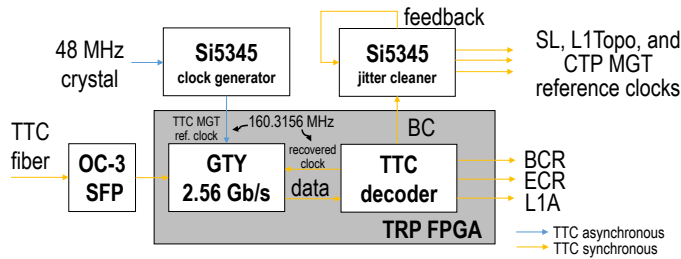 feedback
48 MHz
crystal
Si5345
clock generator
Si5345
jitter cleaner
SL, L1Topo, and
CTP MGT
reference clocks
TTC MGT
ref. clock
160.3156 MHz
recovered
clock
BC
TTC
fiber
OC-3
SFP
GTY
2.56 Gb/s
data
TTC
decoder
BCR
ECR
L1A
TRP FPGA
TTC asynchronous
TTC synchronous